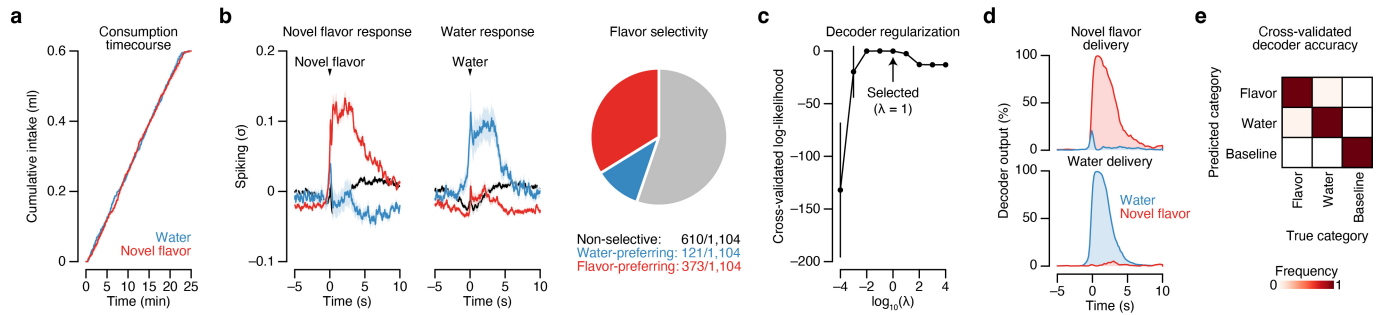 a
Consumption
timecourse
Cumulative intake (ml)
0.6
0.4
0.2
0
Water
Novel flavor
0 5 10 15 20 25
Time (min)
b
Novel flavor response
Water response
Flavor selectivity
Spiking (σ)
0.2
0.1
0
−0.1
Novel flavor
Water
−5 0 5 10
Time (s)
−5 0 5 10
Time (s)
Non-selective: 610/1,104
Water-preferring: 121/1,104
Flavor-preferring: 373/1,104
c
Decoder regularization
Cross-validated log-likelihood
0
−50
−100
−150
−200
Selected
(λ = 1)
−4 −2 0 2 4
log10(λ)
d
Novel flavor
delivery
Decoder output (%)
100
50
0
Water delivery
100
50
0
Water
Novel flavor
−5 0 5 10
Time (s)
e
Cross-validated
decoder accuracy
Predicted category
Flavor
Water
Baseline
Flavor
Water
Baseline
True category
Frequency
0 1